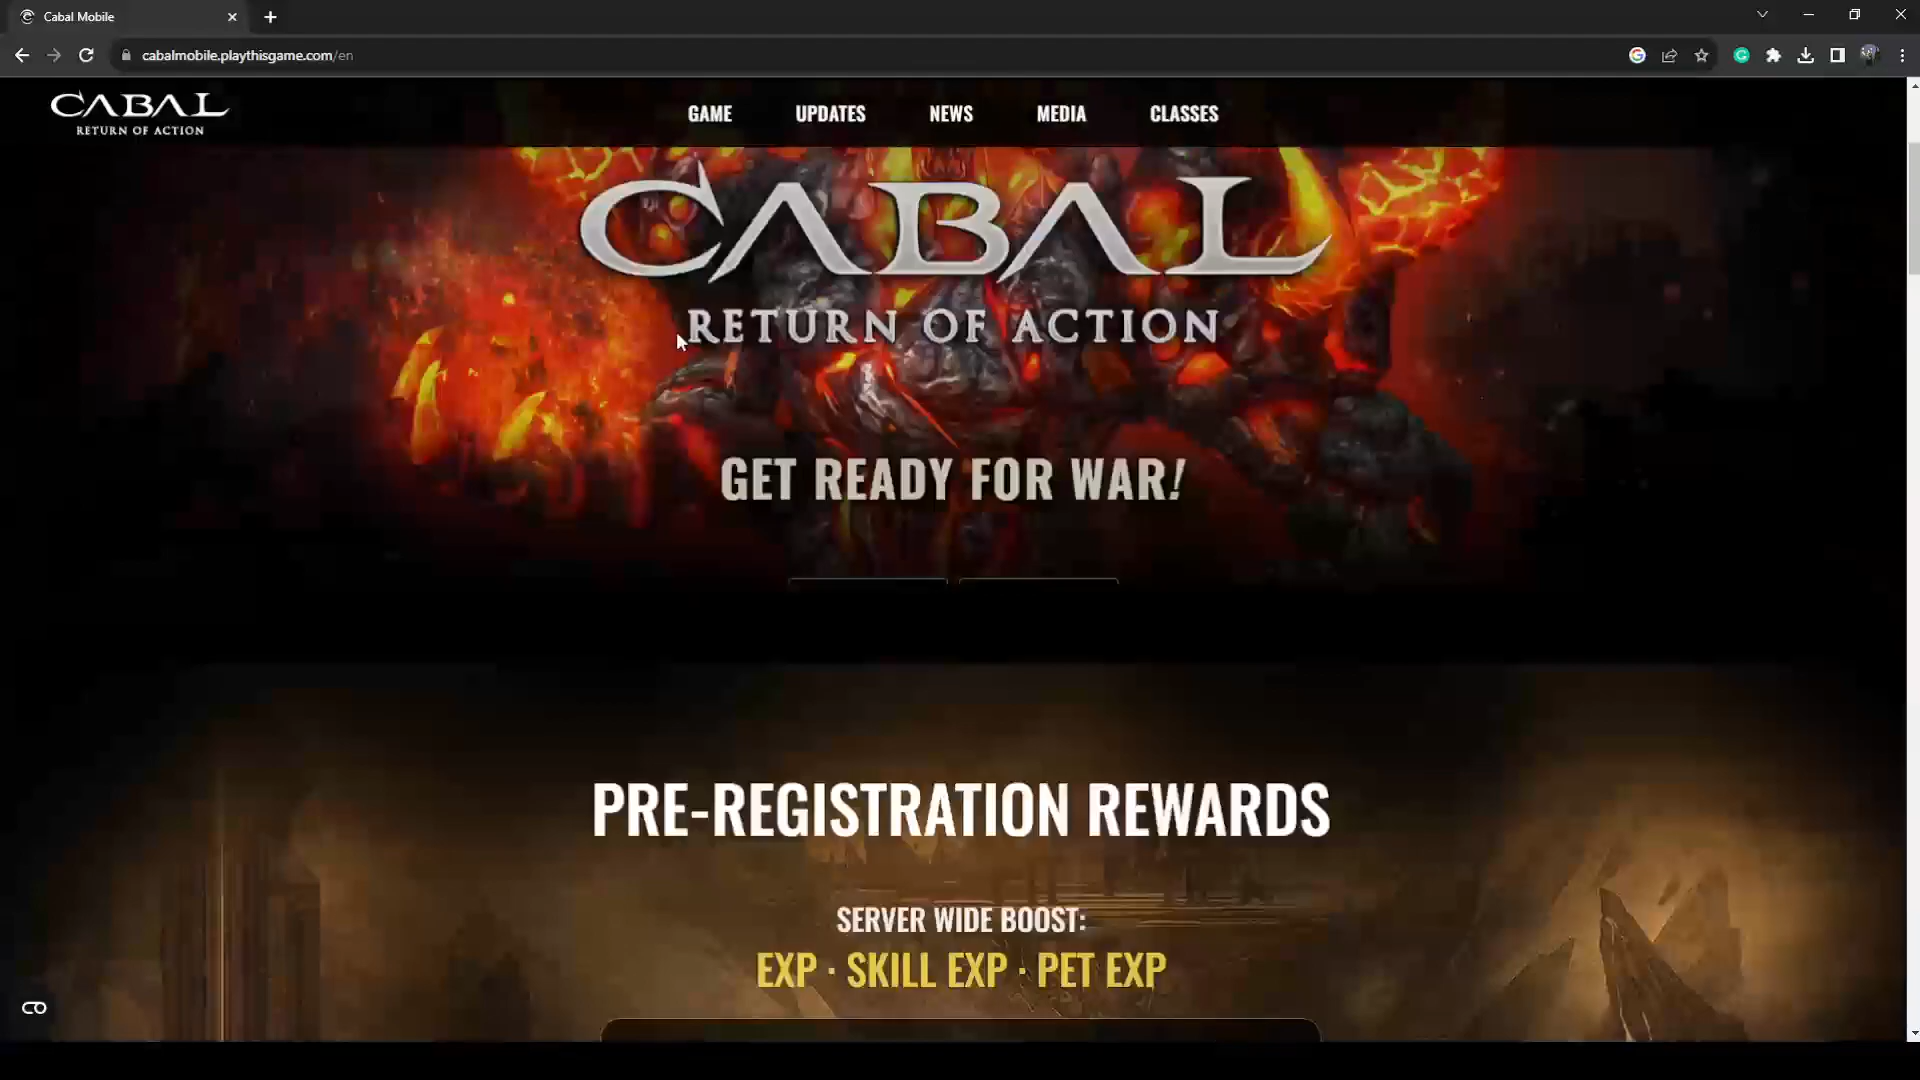 Cabal Mobile
cabalmobile.playthisgame.com/en
CABAL
RETURN OF ACTION
GAME
UPDATES
NEWS
MEDIA
CLASSES
CABAL
RETURN OF ACTION
GET READY FOR WAR!
PRE-REGISTRATION REWARDS
SERVER WIDE BOOST:
EXP · SKILL EXP · PET EXP